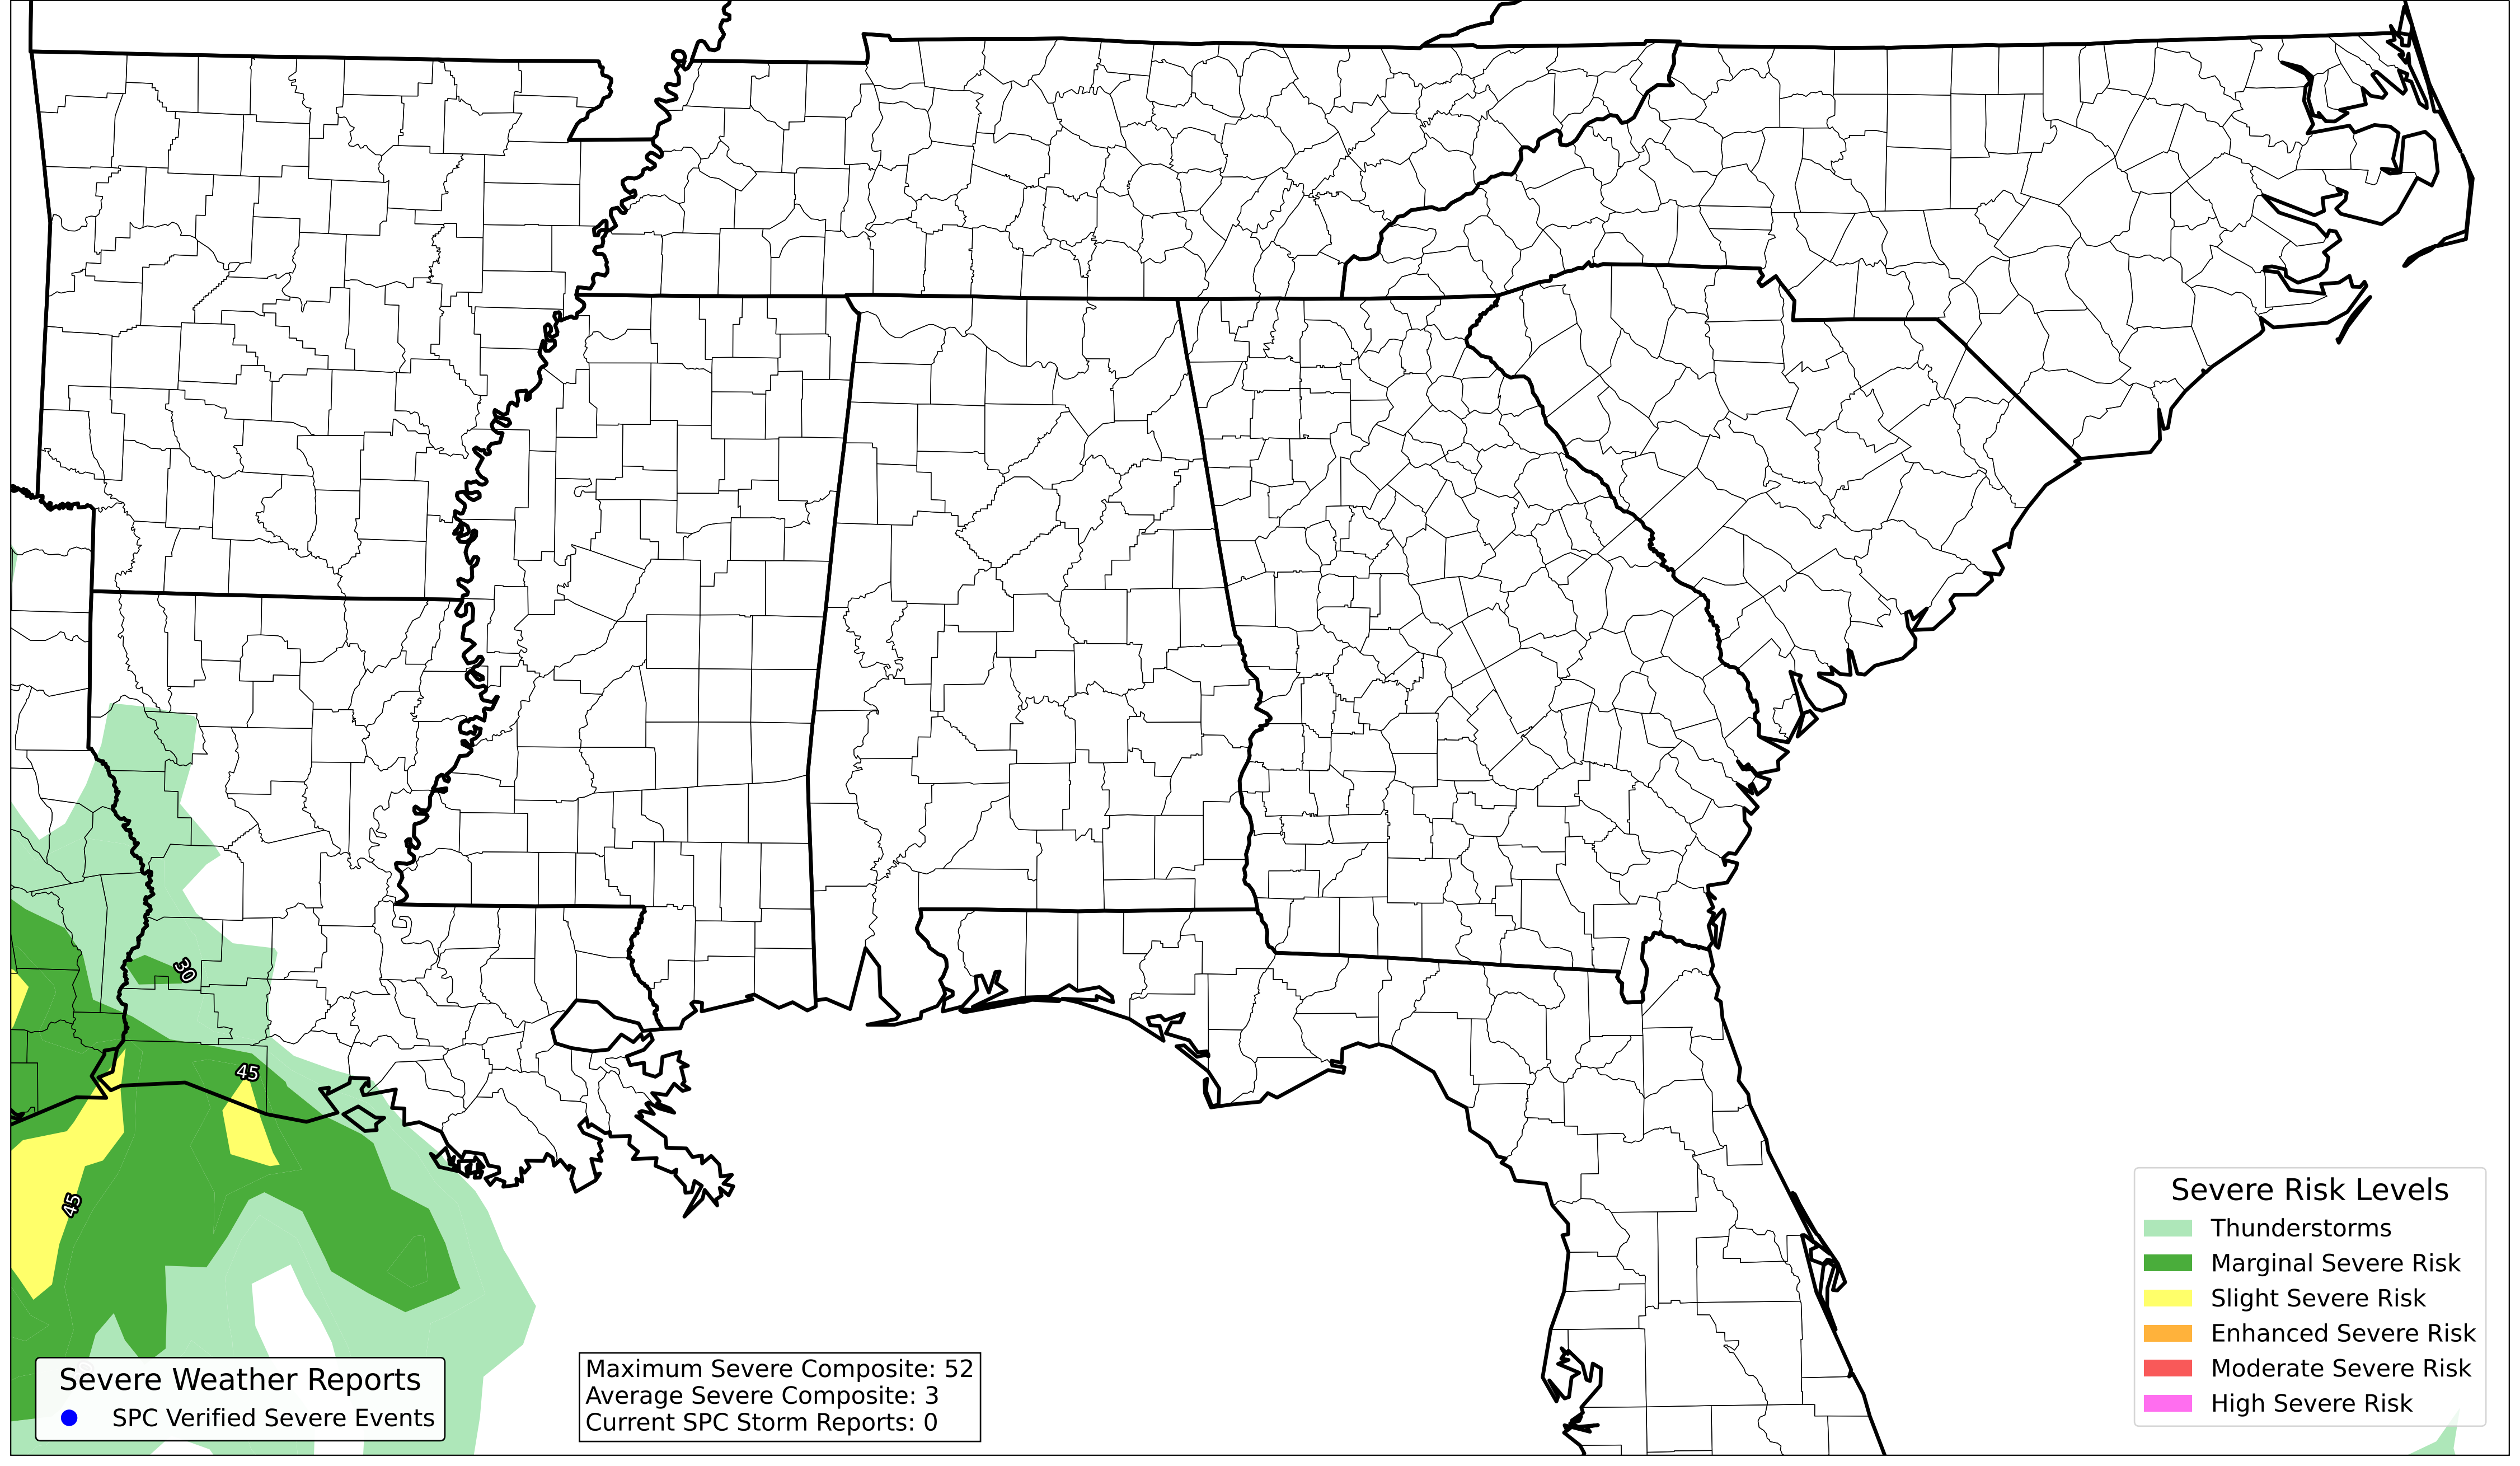 30
45
45
Severe Weather Reports
SPC Verified Severe Events
Maximum Severe Composite: 52
Average Severe Composite: 3
Current SPC Storm Reports: 0
Severe Risk Levels
Thunderstorms
Marginal Severe Risk
Slight Severe Risk
Enhanced Severe Risk
Moderate Severe Risk
High Severe Risk